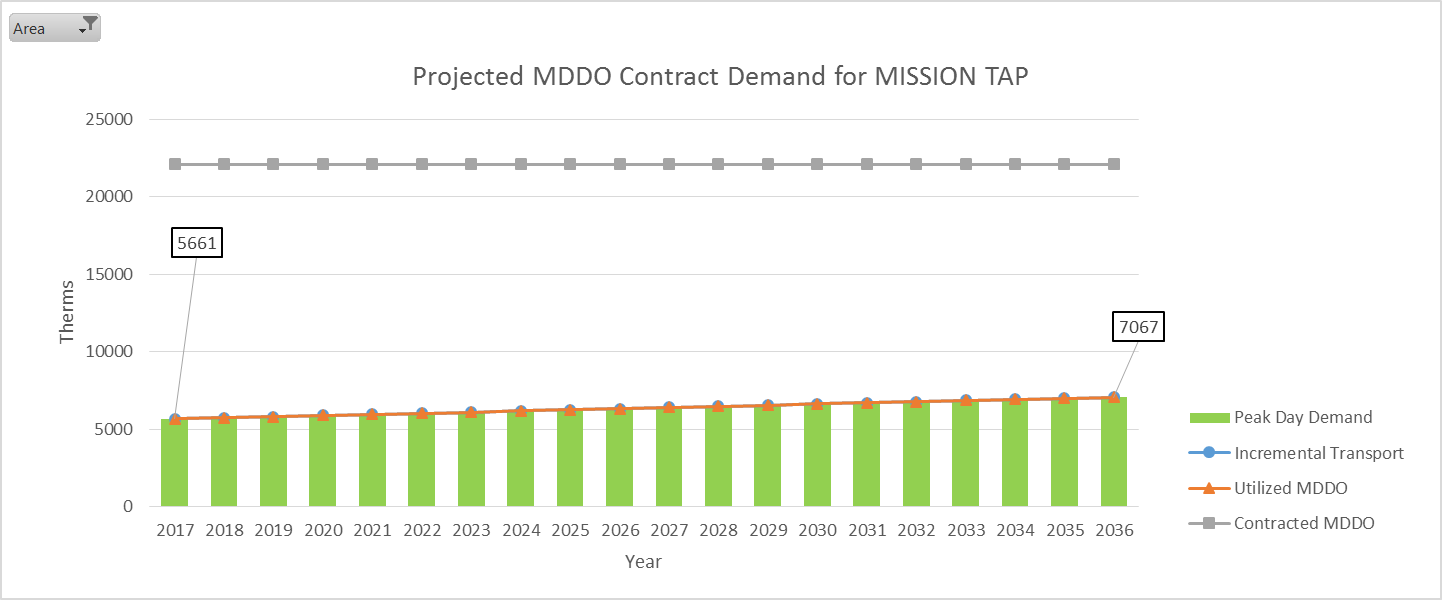 Area
Projected MDDO Contract Demand for MISSION TAP
25000
20000
15000
10000
5000
0
Therms
5661
7067
2017 2018 2019 2020 2021 2022 2023 2024 2025 2026 2027 2028 2029 2030 2031 2032 2033 2034 2035 2036
Year
Peak Day Demand
Incremental Transport
Utilized MDDO
Contracted MDDO